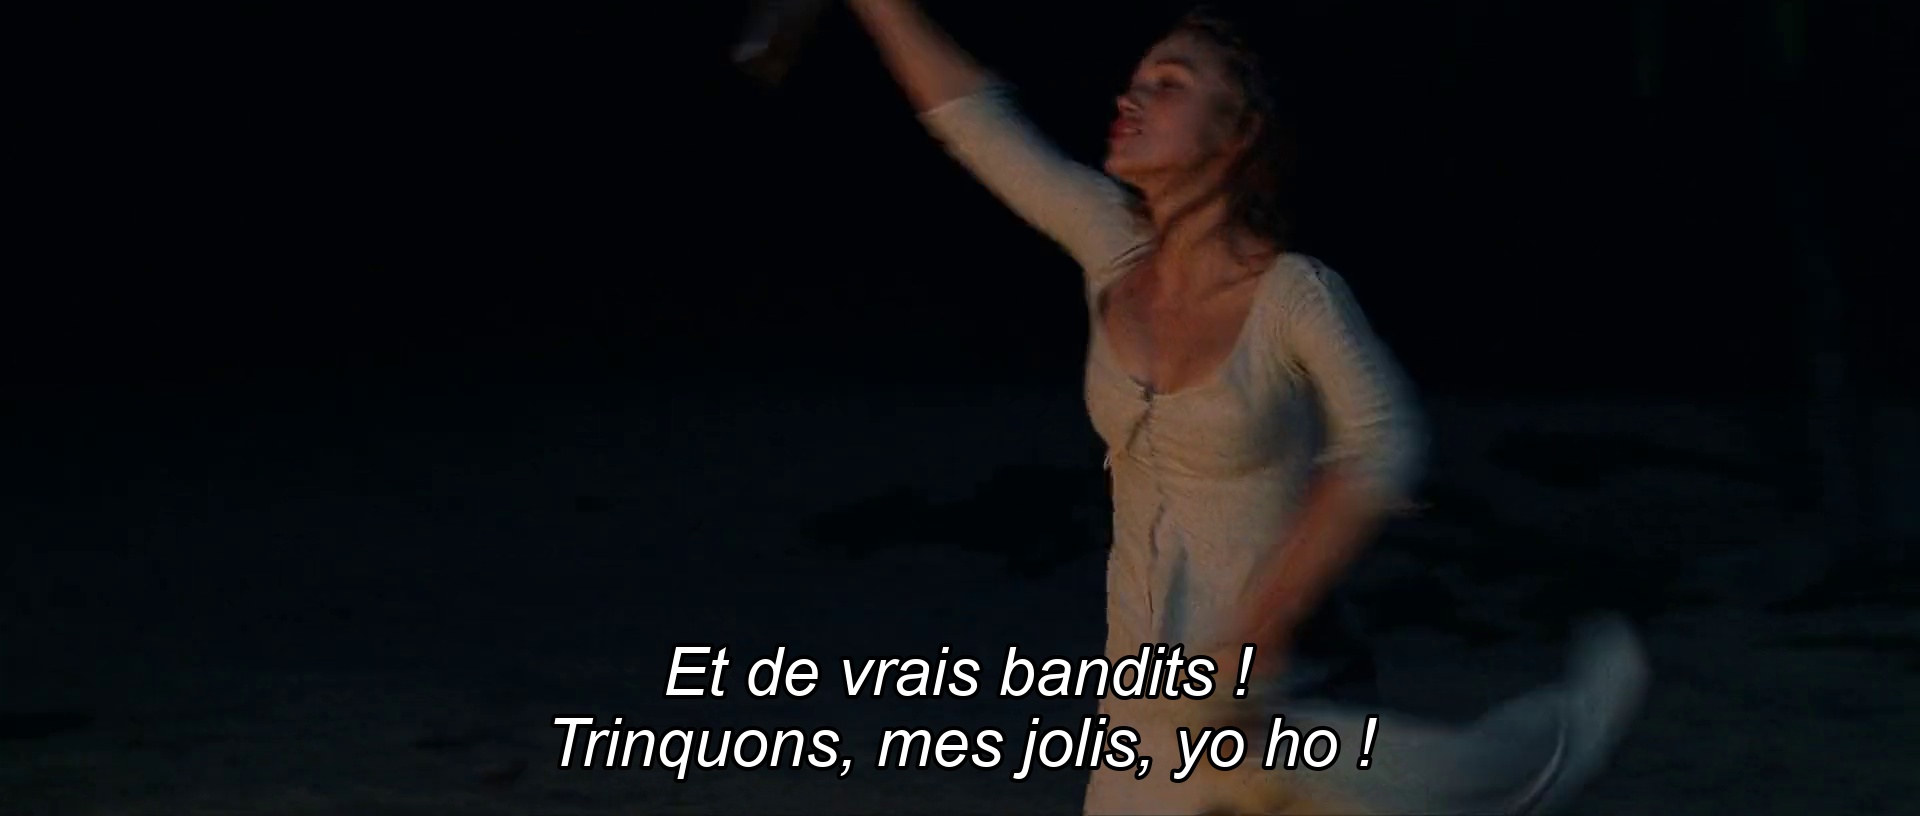 Et de vrais bandits !
Trinquons, mes jolis, yo ho !